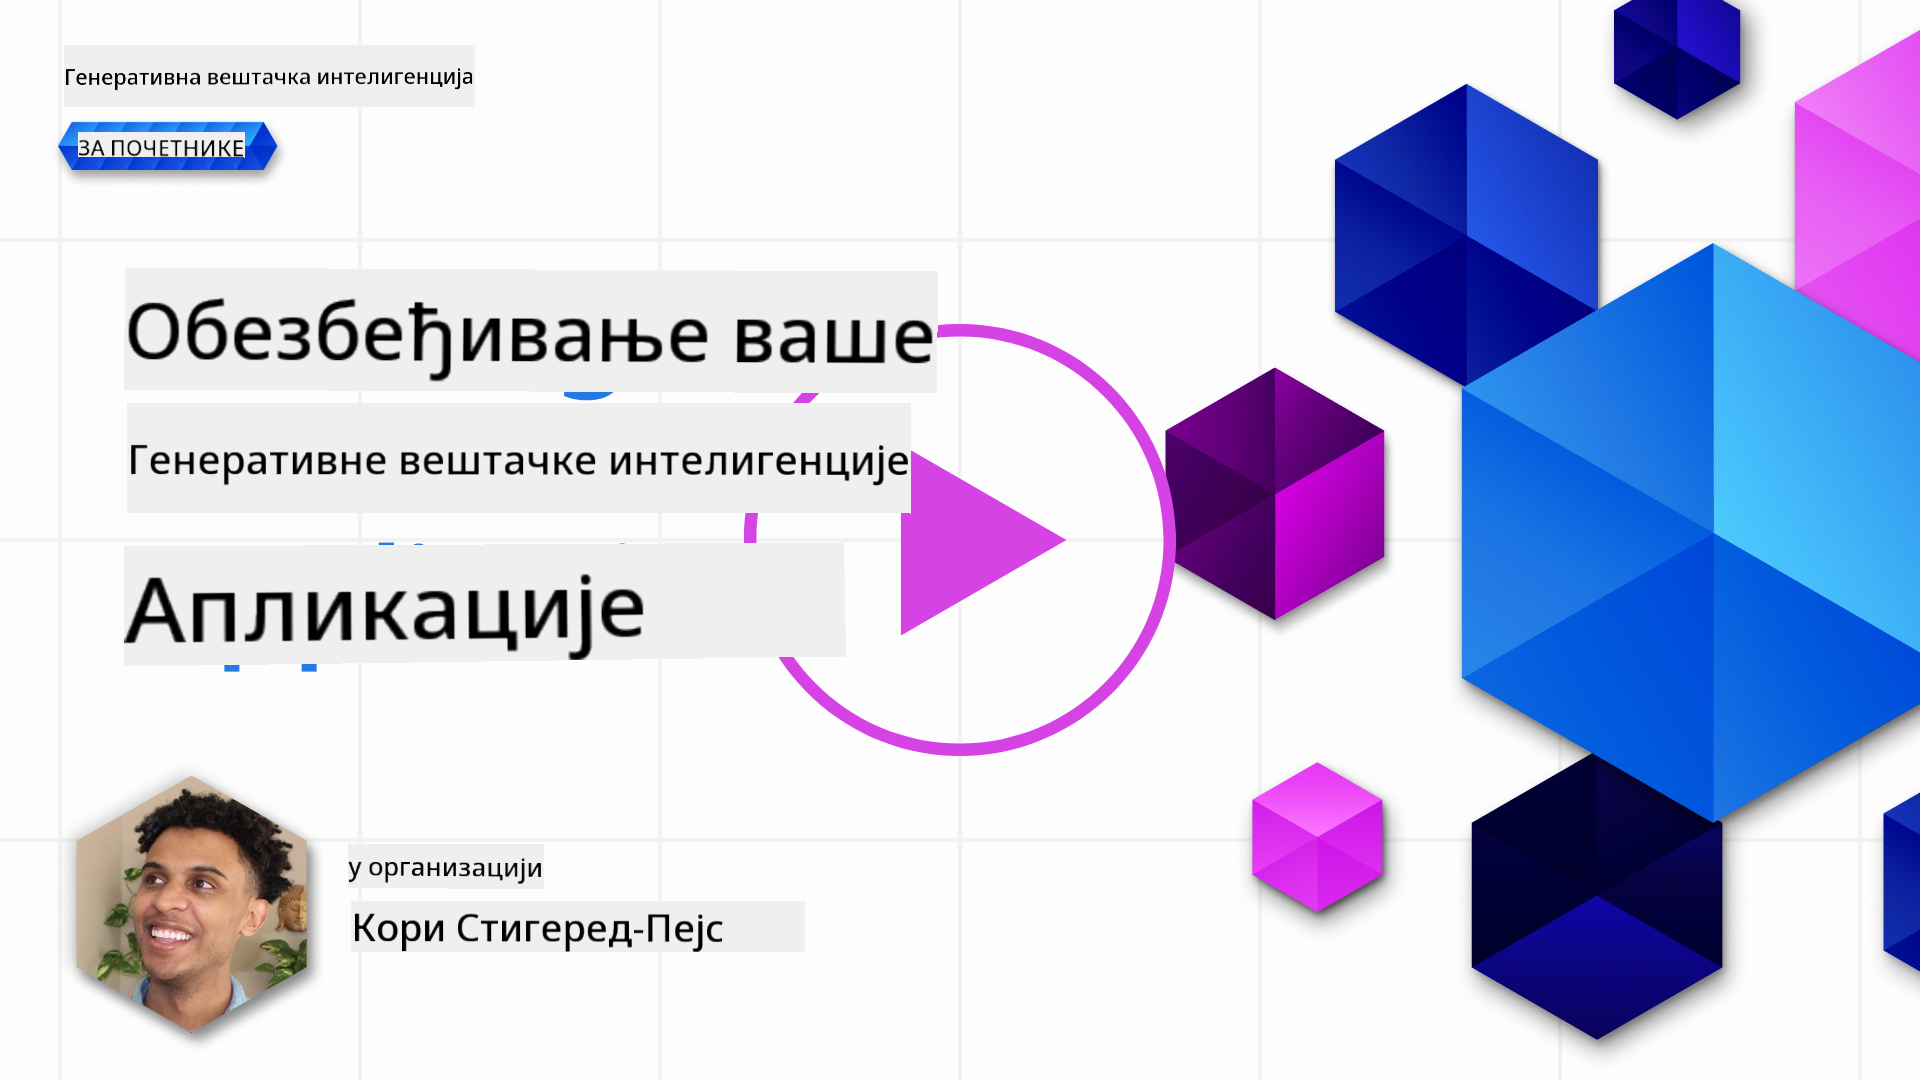 Генеративна вештачка интелигенција
ЗА ПОЧЕТНИКЕ
Обезбеђивање ваше
Генеративне вештачке интелигенције
Апликације
у организацији
Кори Стигеред-Пејс